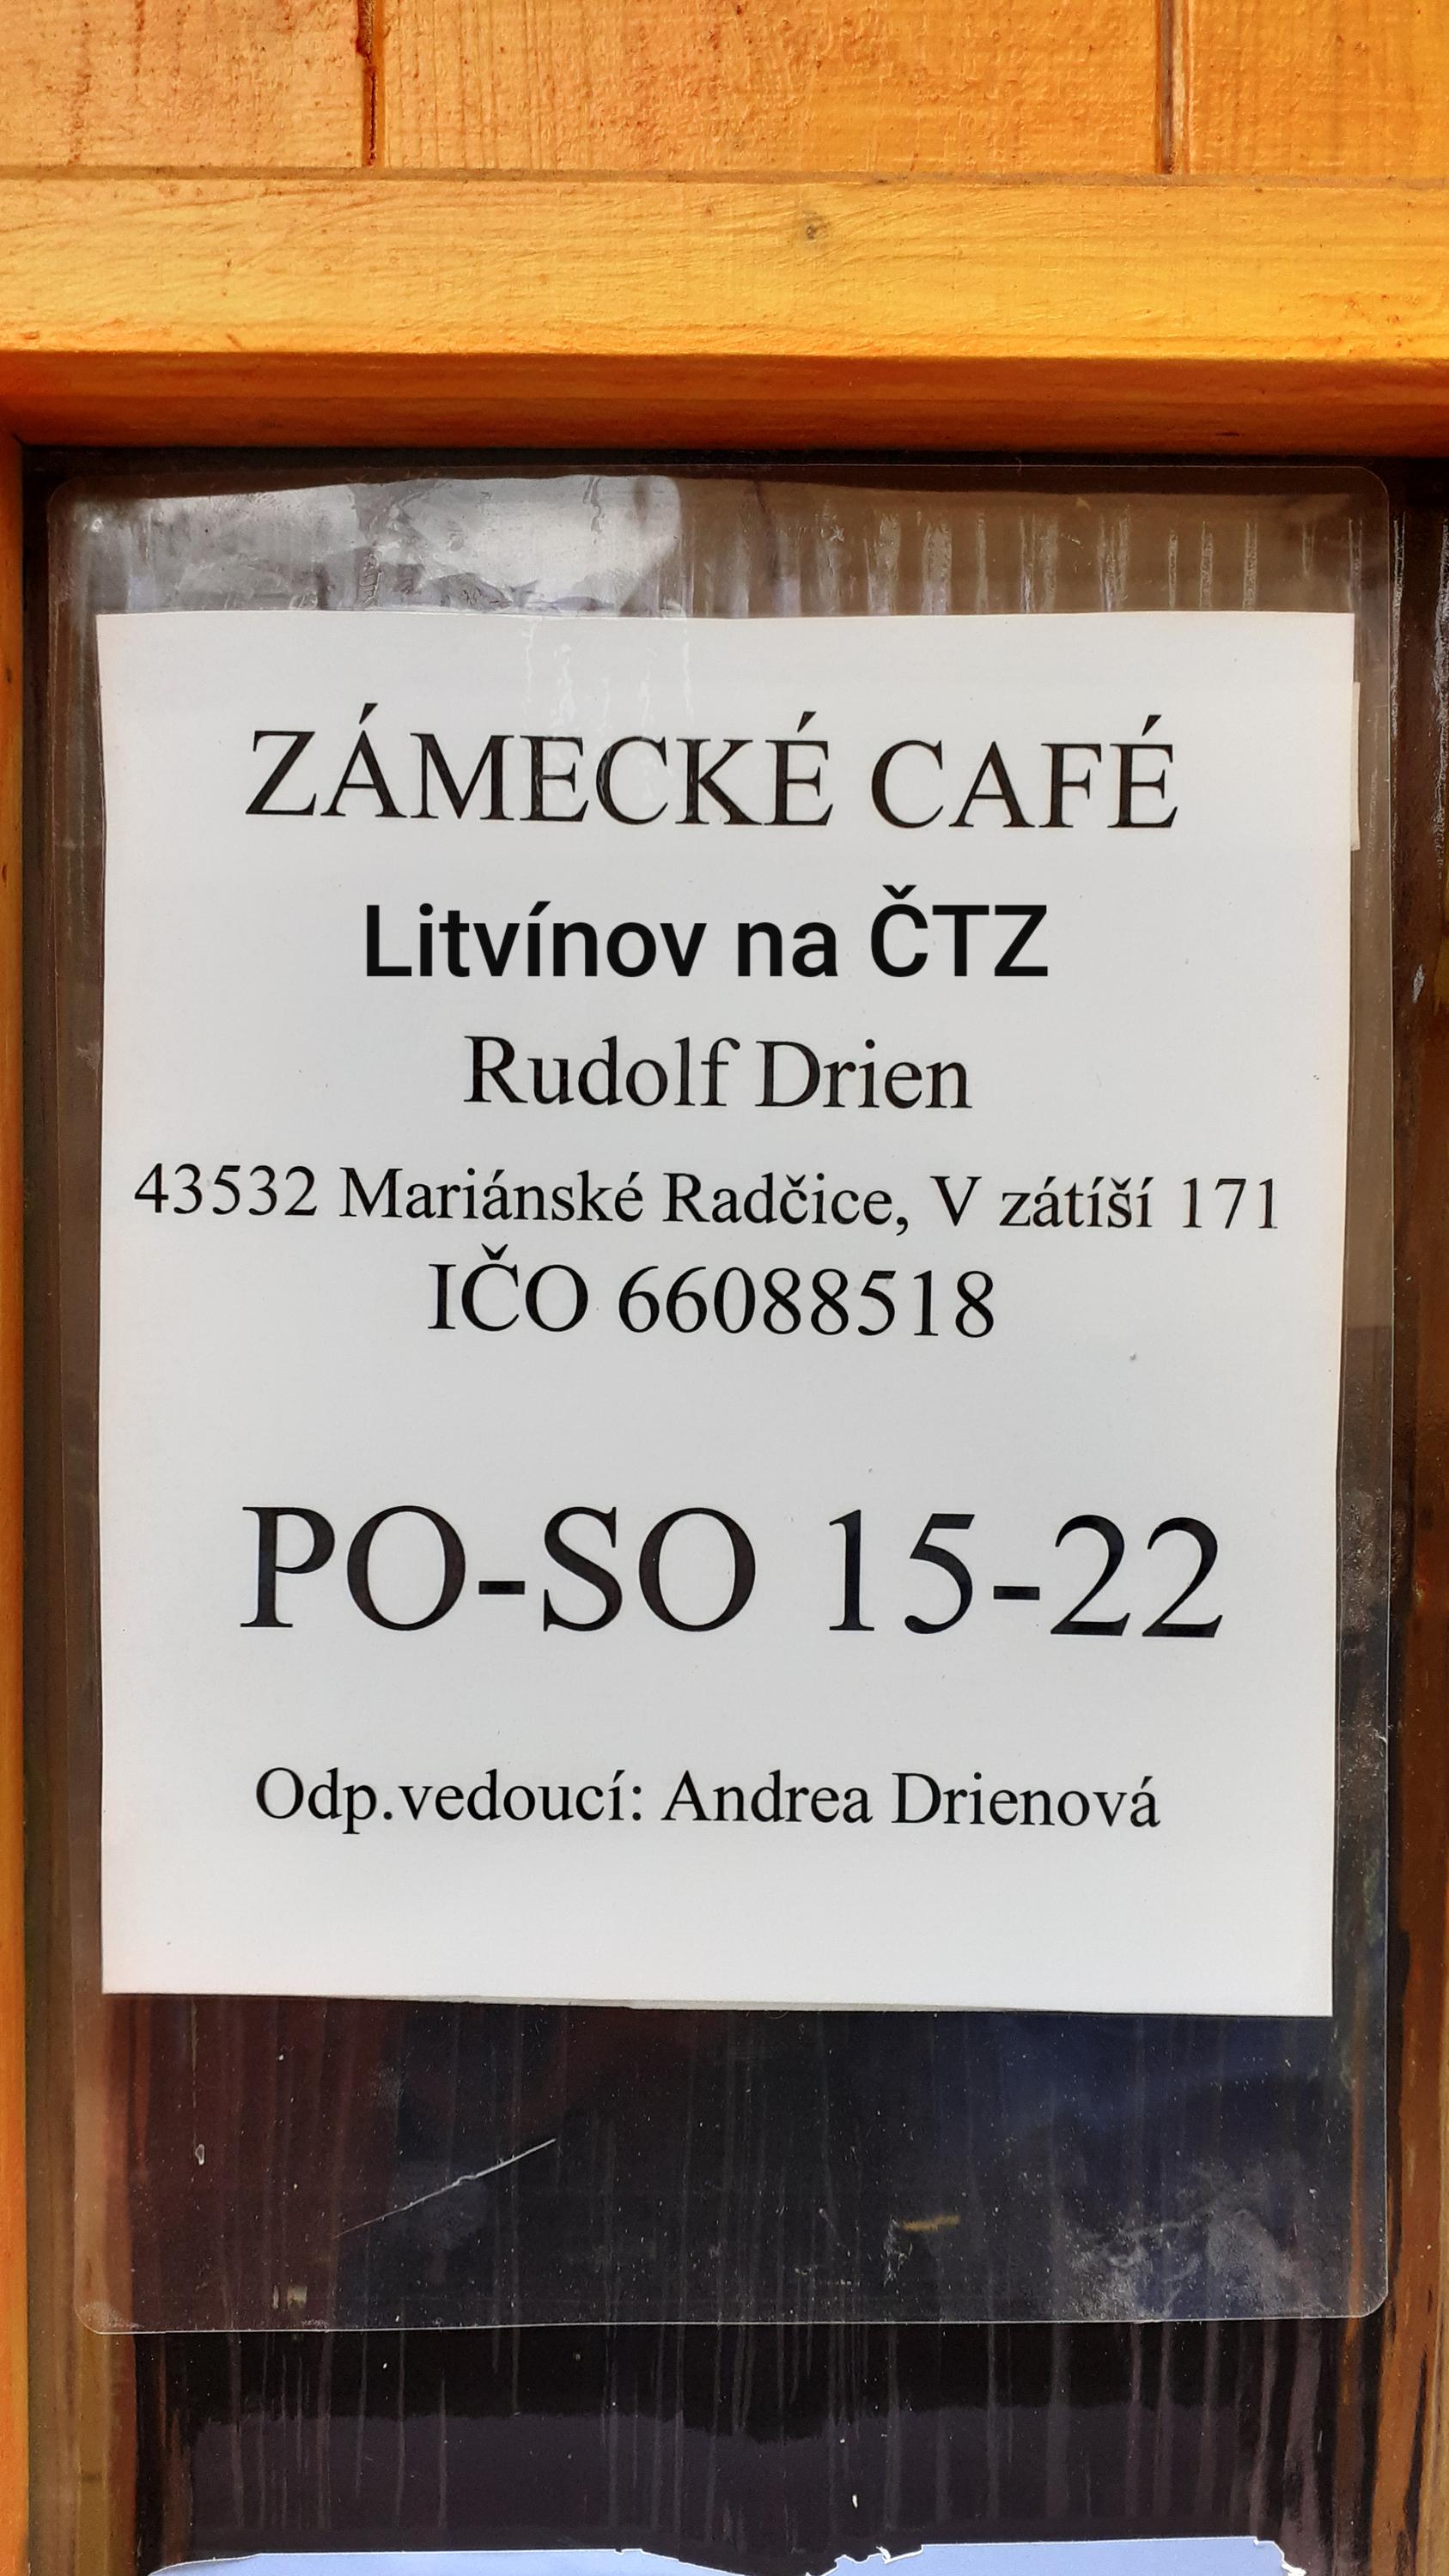 ZÁMECKÉ CAFÉ
Litvínov na ČTZ
Rudolf Drien
43532 Mariánské Radčice, V zátíší 171
IČO 66088518
PO-SO 15-22
Odp.vedoucí: Andrea Drienová